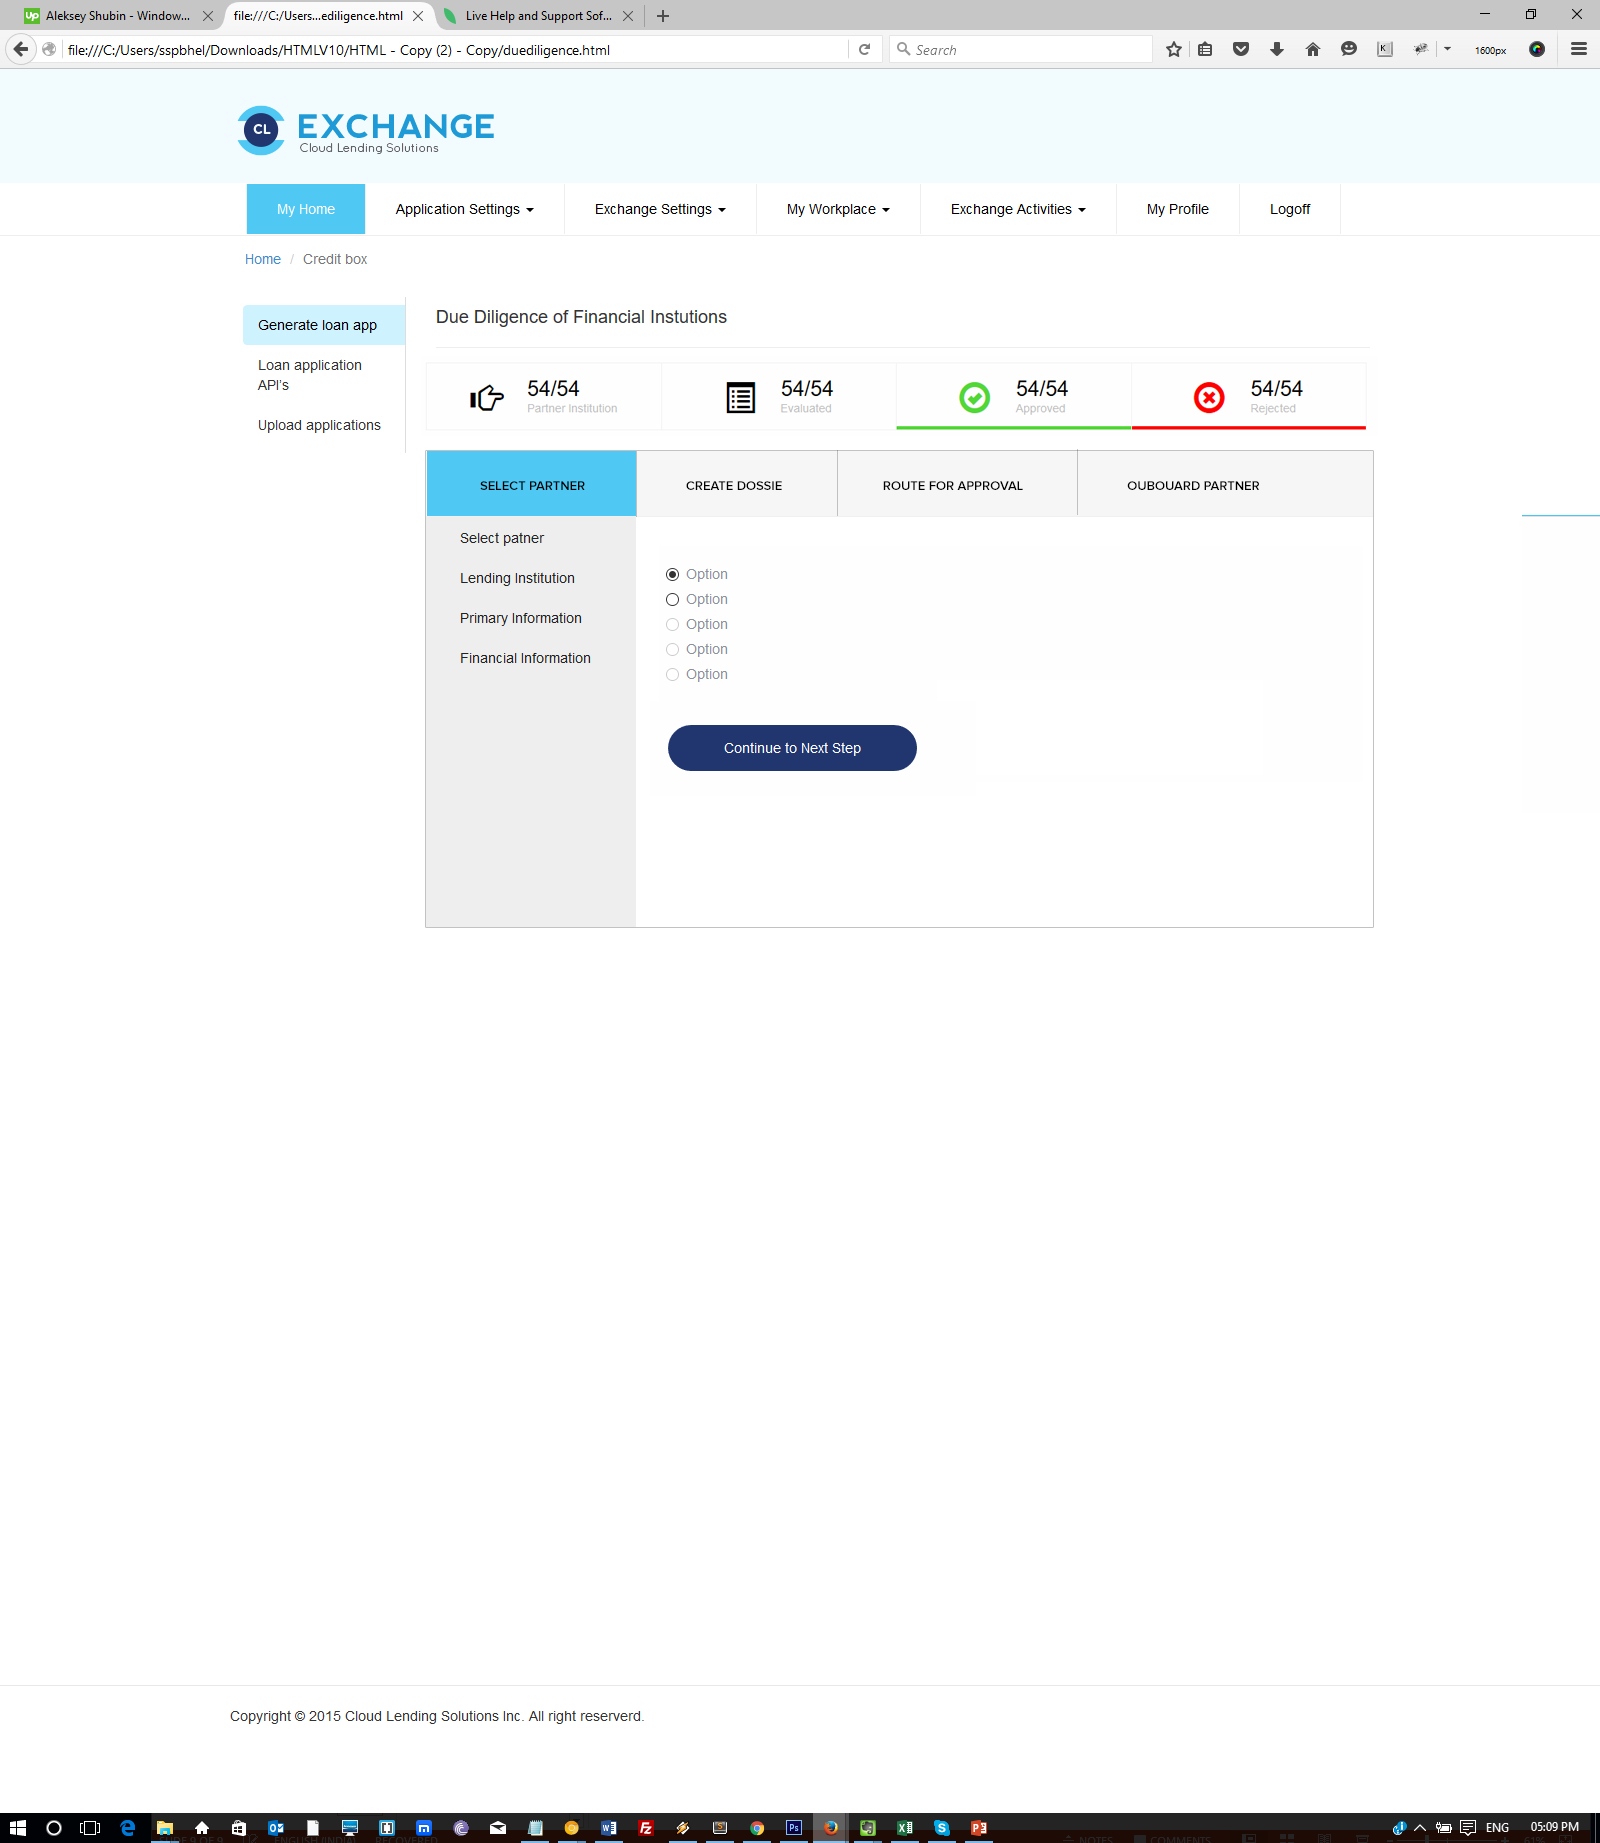 Up Aleksey Shubin - Window...
file:///C:/Users...ediligence.html
Live Help and Support Sof...
file:///C:/Users/sspbhel/Downloads/HTMLV10/HTML - Copy (2) - Copy/duediligence.html
Search
K
1600px
CL EXCHANGE
Cloud Lending Solutions
My Home
Application Settings
Exchange Settings
My Workplace
Exchange Activities
My Profile
Logoff
Home / Credit box
Generate loan app
Loan application
API's
Upload applications
Due Diligence of Financial Instutions
54/54
Partner Institution
54/54
Evaluated
54/54
Approved
54/54
Rejected
SELECT PARTNER
CREATE DOSSIE
ROUTE FOR APPROVAL
OUBOUARD PARTNER
Select patner
Lending Institution
Primary Information
Financial Information
Option
Option
Option
Option
Option
Continue to Next Step
Copyright © 2015 Cloud Lending Solutions Inc. All right reserverd.
ENG
05:09 PM
NOTES
COMMENTS
61%